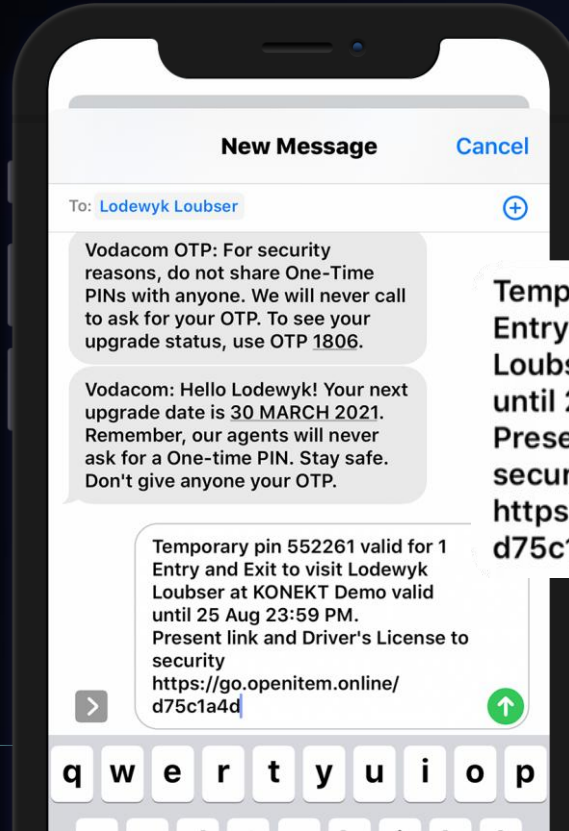 New Message
Cancel
To: Lodewyk Loubser
Vodacom OTP: For security
reasons, do not share One-Time
PINs with anyone. We will never call
to ask for your OTP. To see your
upgrade status, use OTP 1806.
Vodacom: Hello Lodewyk! Your next
upgrade date is 30 MARCH 2021.
Remember, our agents will never
ask for a One-time PIN. Stay safe.
Don't give anyone your OTP.
Temporary pin 552261 valid for 1
Entry and Exit to visit Lodewyk
Loubser at KONEKT Demo valid
until 25 Aug 23:59 PM.
Present link and Driver's License to
security
https://go.openitem.online/
d75c1a4d
q w e r t y u i o p
Temp
Entry
Loubs
until 2
Prese
secur
https
d75c1